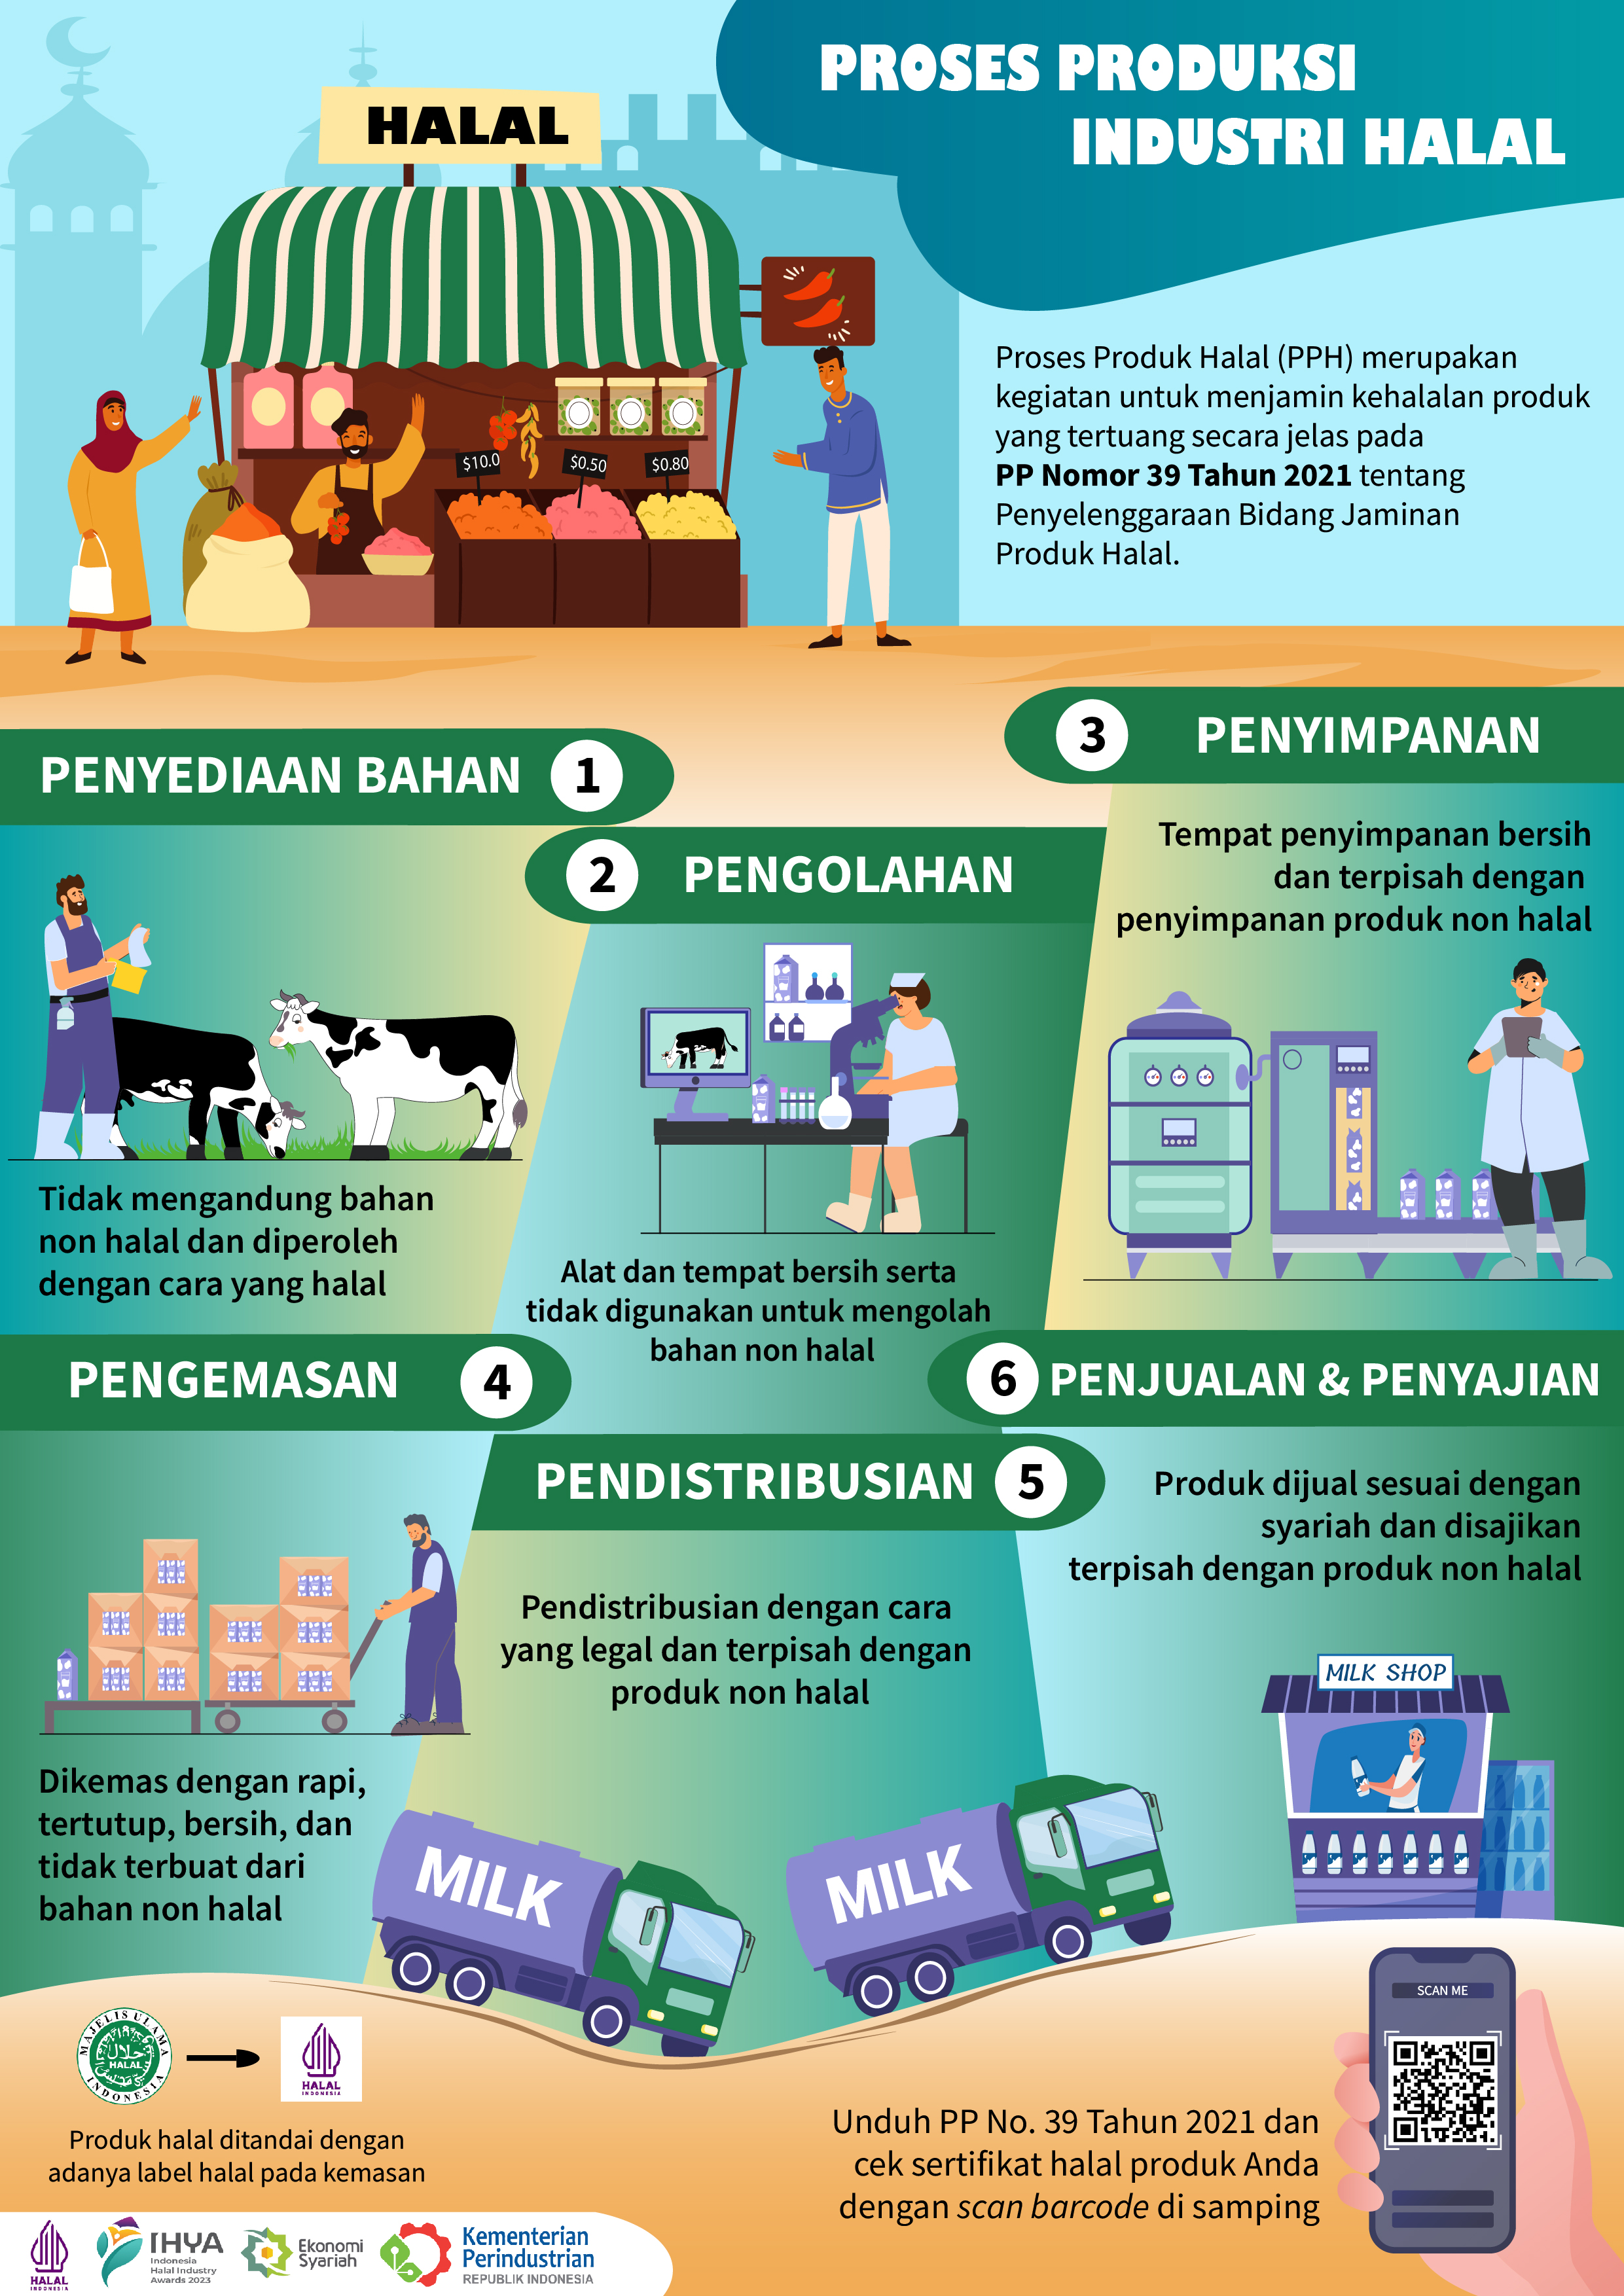 PROSES PRODUKSI
INDUSTRI HALAL
HALAL
$10.0
$0.50
$0.80
Proses Produk Halal (PPH) merupakan
kegiatan untuk menjamin kehalalan produk
yang tertuang secara jelas pada
PP Nomor 39 Tahun 2021 tentang
Penyelenggaraan Bidang Jaminan
Produk Halal.
PENYEDIAAN BAHAN 1
Tidak mengandung bahan
non halal dan diperoleh
dengan cara yang halal
2 PENGOLAHAN
Alat dan tempat bersih serta
tidak digunakan untuk mengolah
bahan non halal
3 PENYIMPANAN
Tempat penyimpanan bersih
dan terpisah dengan
penyimpanan produk non halal
PENGEMASAN 4
Dikemas dengan rapi,
tertutup, bersih, dan
tidak terbuat dari
bahan non halal
PENDISTRIBUSIAN 5
Pendistribusian dengan cara
yang legal dan terpisah dengan
produk non halal
MILK
MILK
6 PENJUALAN & PENYAJIAN
Produk dijual sesuai dengan
syariah dan disajikan
terpisah dengan produk non halal
MILK SHOP
MAJELIS ULAMA
حلال
HALAL
INDONESIA
HALAL
INDONESIA
Produk halal ditandai dengan
adanya label halal pada kemasan
SCAN ME
Unduh PP No. 39 Tahun 2021 dan
cek sertifikat halal produk Anda
dengan scan barcode di samping
HALAL
INDONESIA
IHYA
Indonesia
Halal Industry
Awards 2023
Ekonomi
Syariah
Kementerian
Perindustrian
REPUBLIK INDONESIA